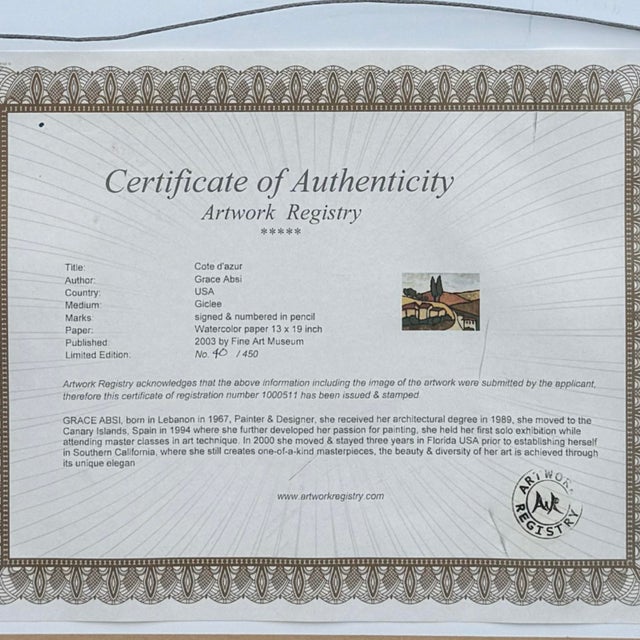 Certificate of Authenticity
Artwork Registry
*****
Title: Cote d'azur
Author: Grace Absi
Country: USA
Medium: Giclee
Marks: signed & numbered in pencil
Paper: Watercolor paper 13 x 19 inch
Published: 2003 by Fine Art Museum
Limited Edition: No. 40 / 450
Artwork Registry acknowledges that the above information including the image of the artwork were submitted by the applicant,
therefore this certificate of registration number 1000511 has been issued & stamped.
GRACE ABSI, born in Lebanon in 1967, Painter & Designer, she received her architectural degree in 1989, she moved to the
Canary Islands, Spain in 1994 where she further developed her passion for painting, she held her first solo exhibition while
attending master classes in art technique. In 2000 she moved & stayed three years in Florida USA prior to establishing herself
in Southern California, where she still creates one-of-a-kind masterpieces, the beauty & diversity of her art is achieved through
its unique elegan
www.artworkregistry.com
ARTWORK
REGISTRY